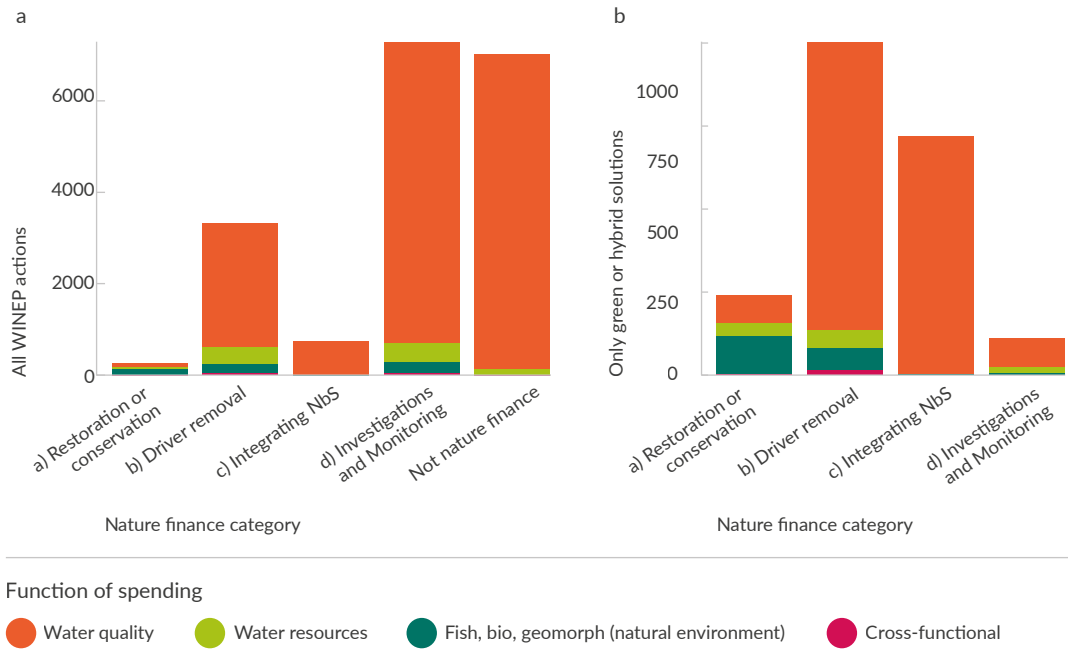 a
All WINEP actions
6000
4000
2000
0
a) Restoration or
conservation
b) Driver removal
c) Integrating NbS
d) Investigations
and Monitoring
Not nature finance
Nature finance category
b
Only green or hybrid solutions
1000
750
500
250
0
a) Restoration or
conservation
b) Driver removal
c) Integrating NbS
d) Investigations
and Monitoring
Nature finance category
Function of spending
Water quality
Water resources
Fish, bio, geomorph (natural environment)
Cross-functional